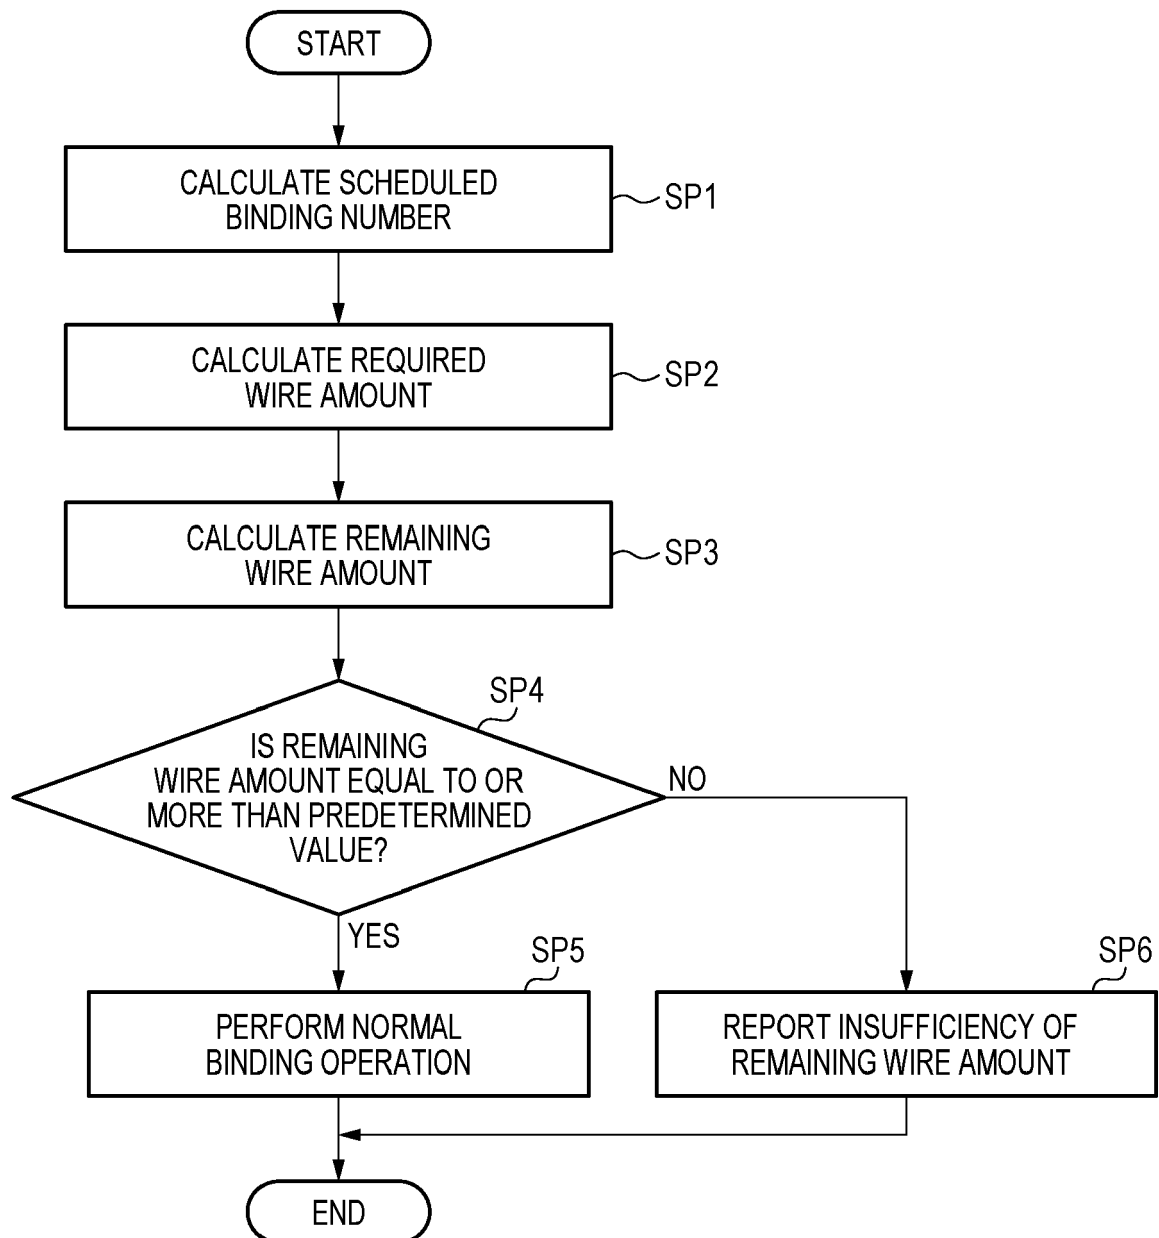 START
CALCULATE SCHEDULED
BINDING NUMBER
SP1
CALCULATE REQUIRED
WIRE AMOUNT
SP2
CALCULATE REMAINING
WIRE AMOUNT
SP3
SP4
IS REMAINING
WIRE AMOUNT EQUAL TO OR
MORE THAN PREDETERMINED
VALUE?
NO
YES
SP5
PERFORM NORMAL
BINDING OPERATION
SP6
REPORT INSUFFICIENCY OF
REMAINING WIRE AMOUNT
END